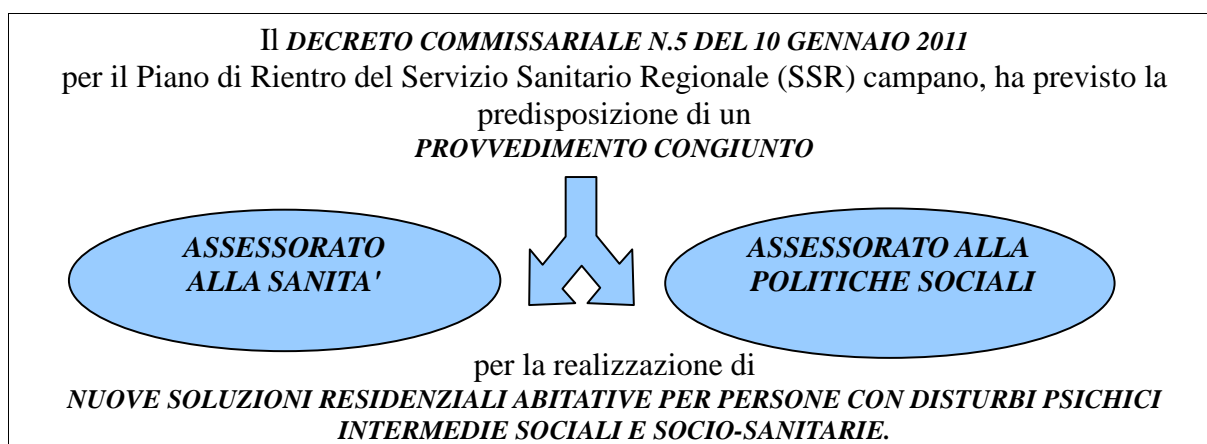 Il DECRETO COMMISSARIALE N.5 DEL 10 GENNAIO 2011
per il Piano di Rientro del Servizio Sanitario Regionale (SSR) campano, ha previsto la
predisposizione di un
PROVVEDIMENTO CONGIUNTO
ASSESSORATO
ALLA SANITA'
ASSESSORATO ALLA
POLITICHE SOCIALI
per la realizzazione di
NUOVE SOLUZIONI RESIDENZIALI ABITATIVE PER PERSONE CON DISTURBI PSICHICI
INTERMEDIE SOCIALI E SOCIO-SANITARIE.